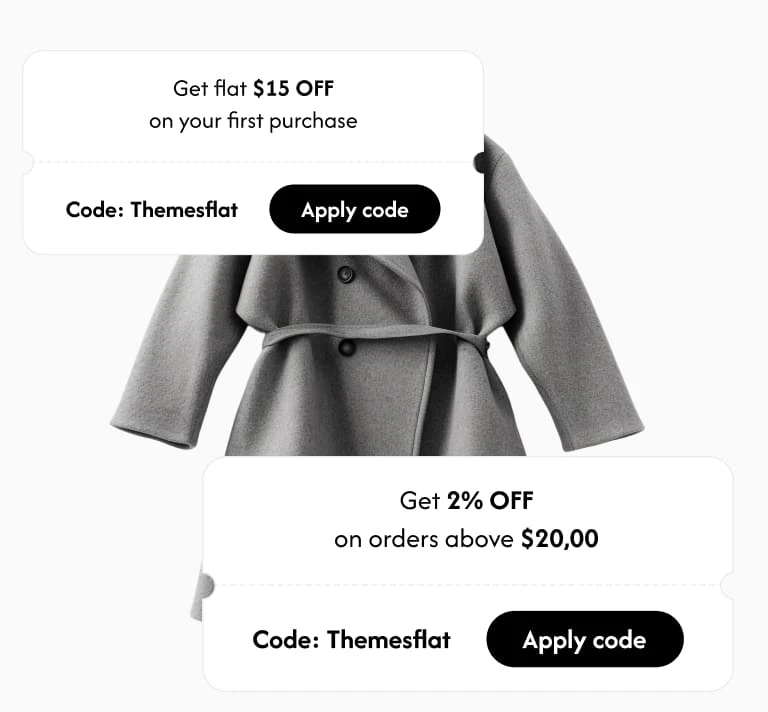 Get flat $15 OFF
on your first purchase
Code: Themesflat
Apply code
Get 2% OFF
on orders above $20,00
Code: Themesflat
Apply code